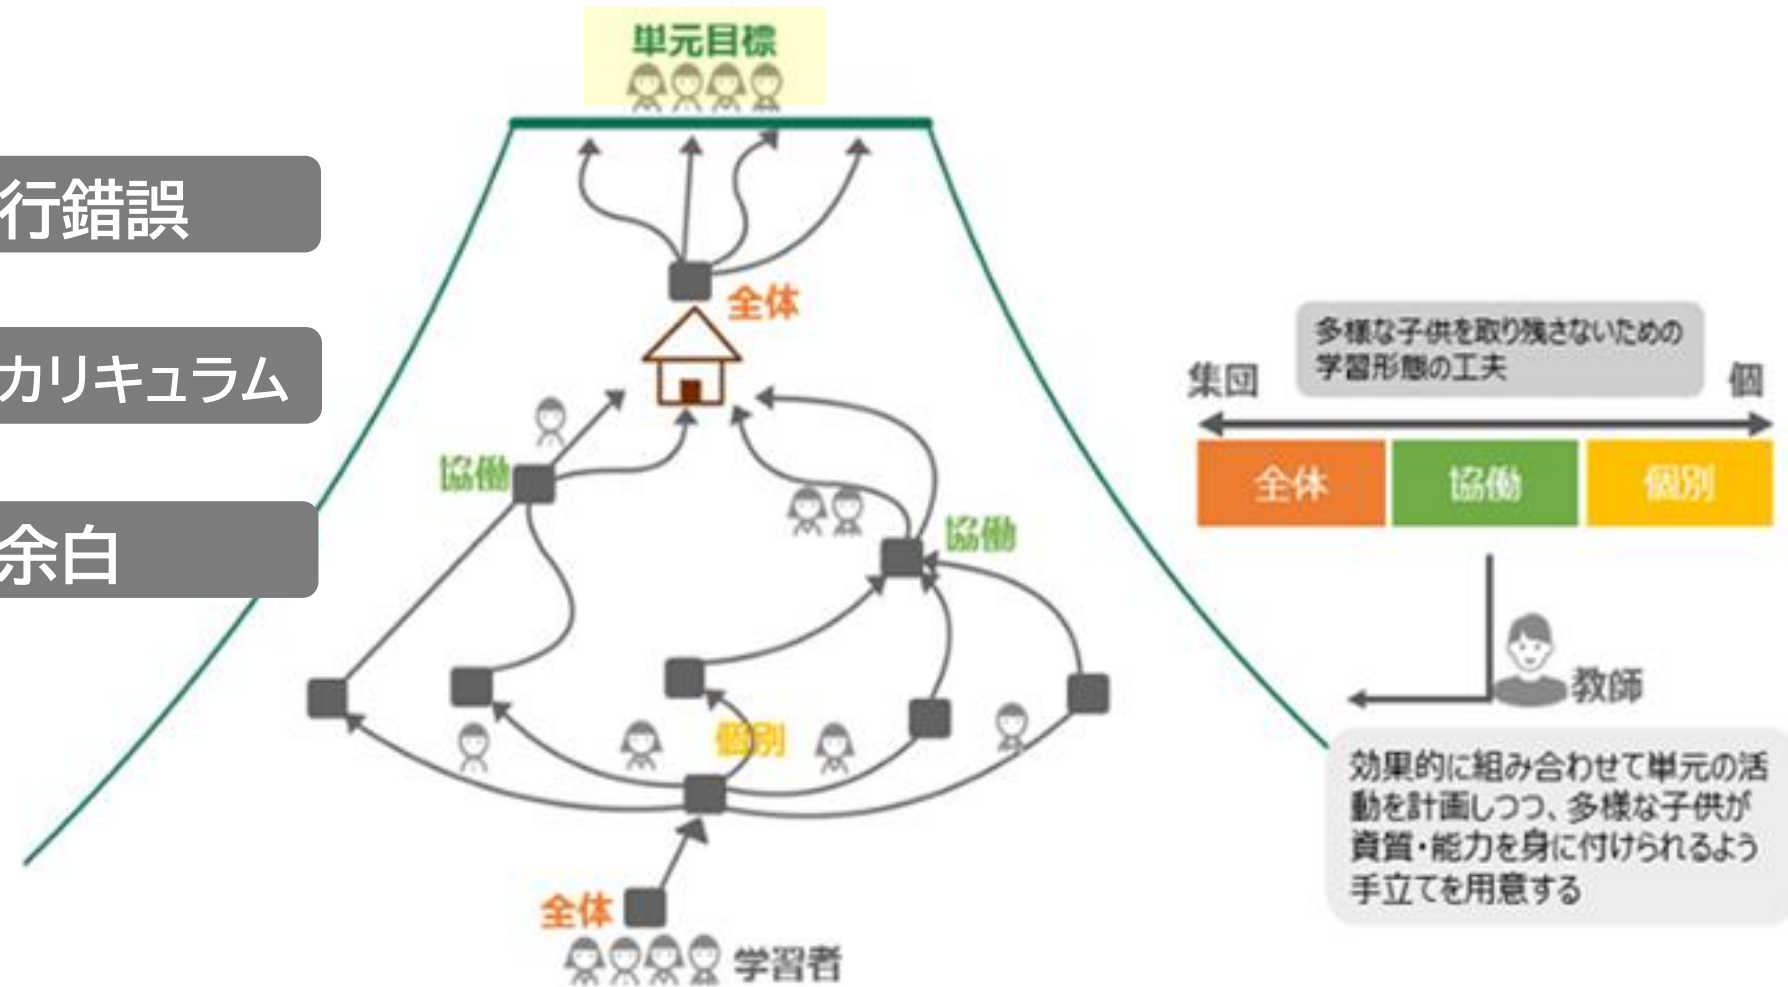 単元目標
行錯誤
カリキュラム
余白
全体
協働
協働
個別
全体
学習者
多様な子供を取り残さないための
学習形態の工夫
集団
個
全体
協働
個別
教師
効果的に組み合わせて単元の活
動を計画しつつ、多様な子供が
資質・能力を身に付けられるよう
手立てを用意する